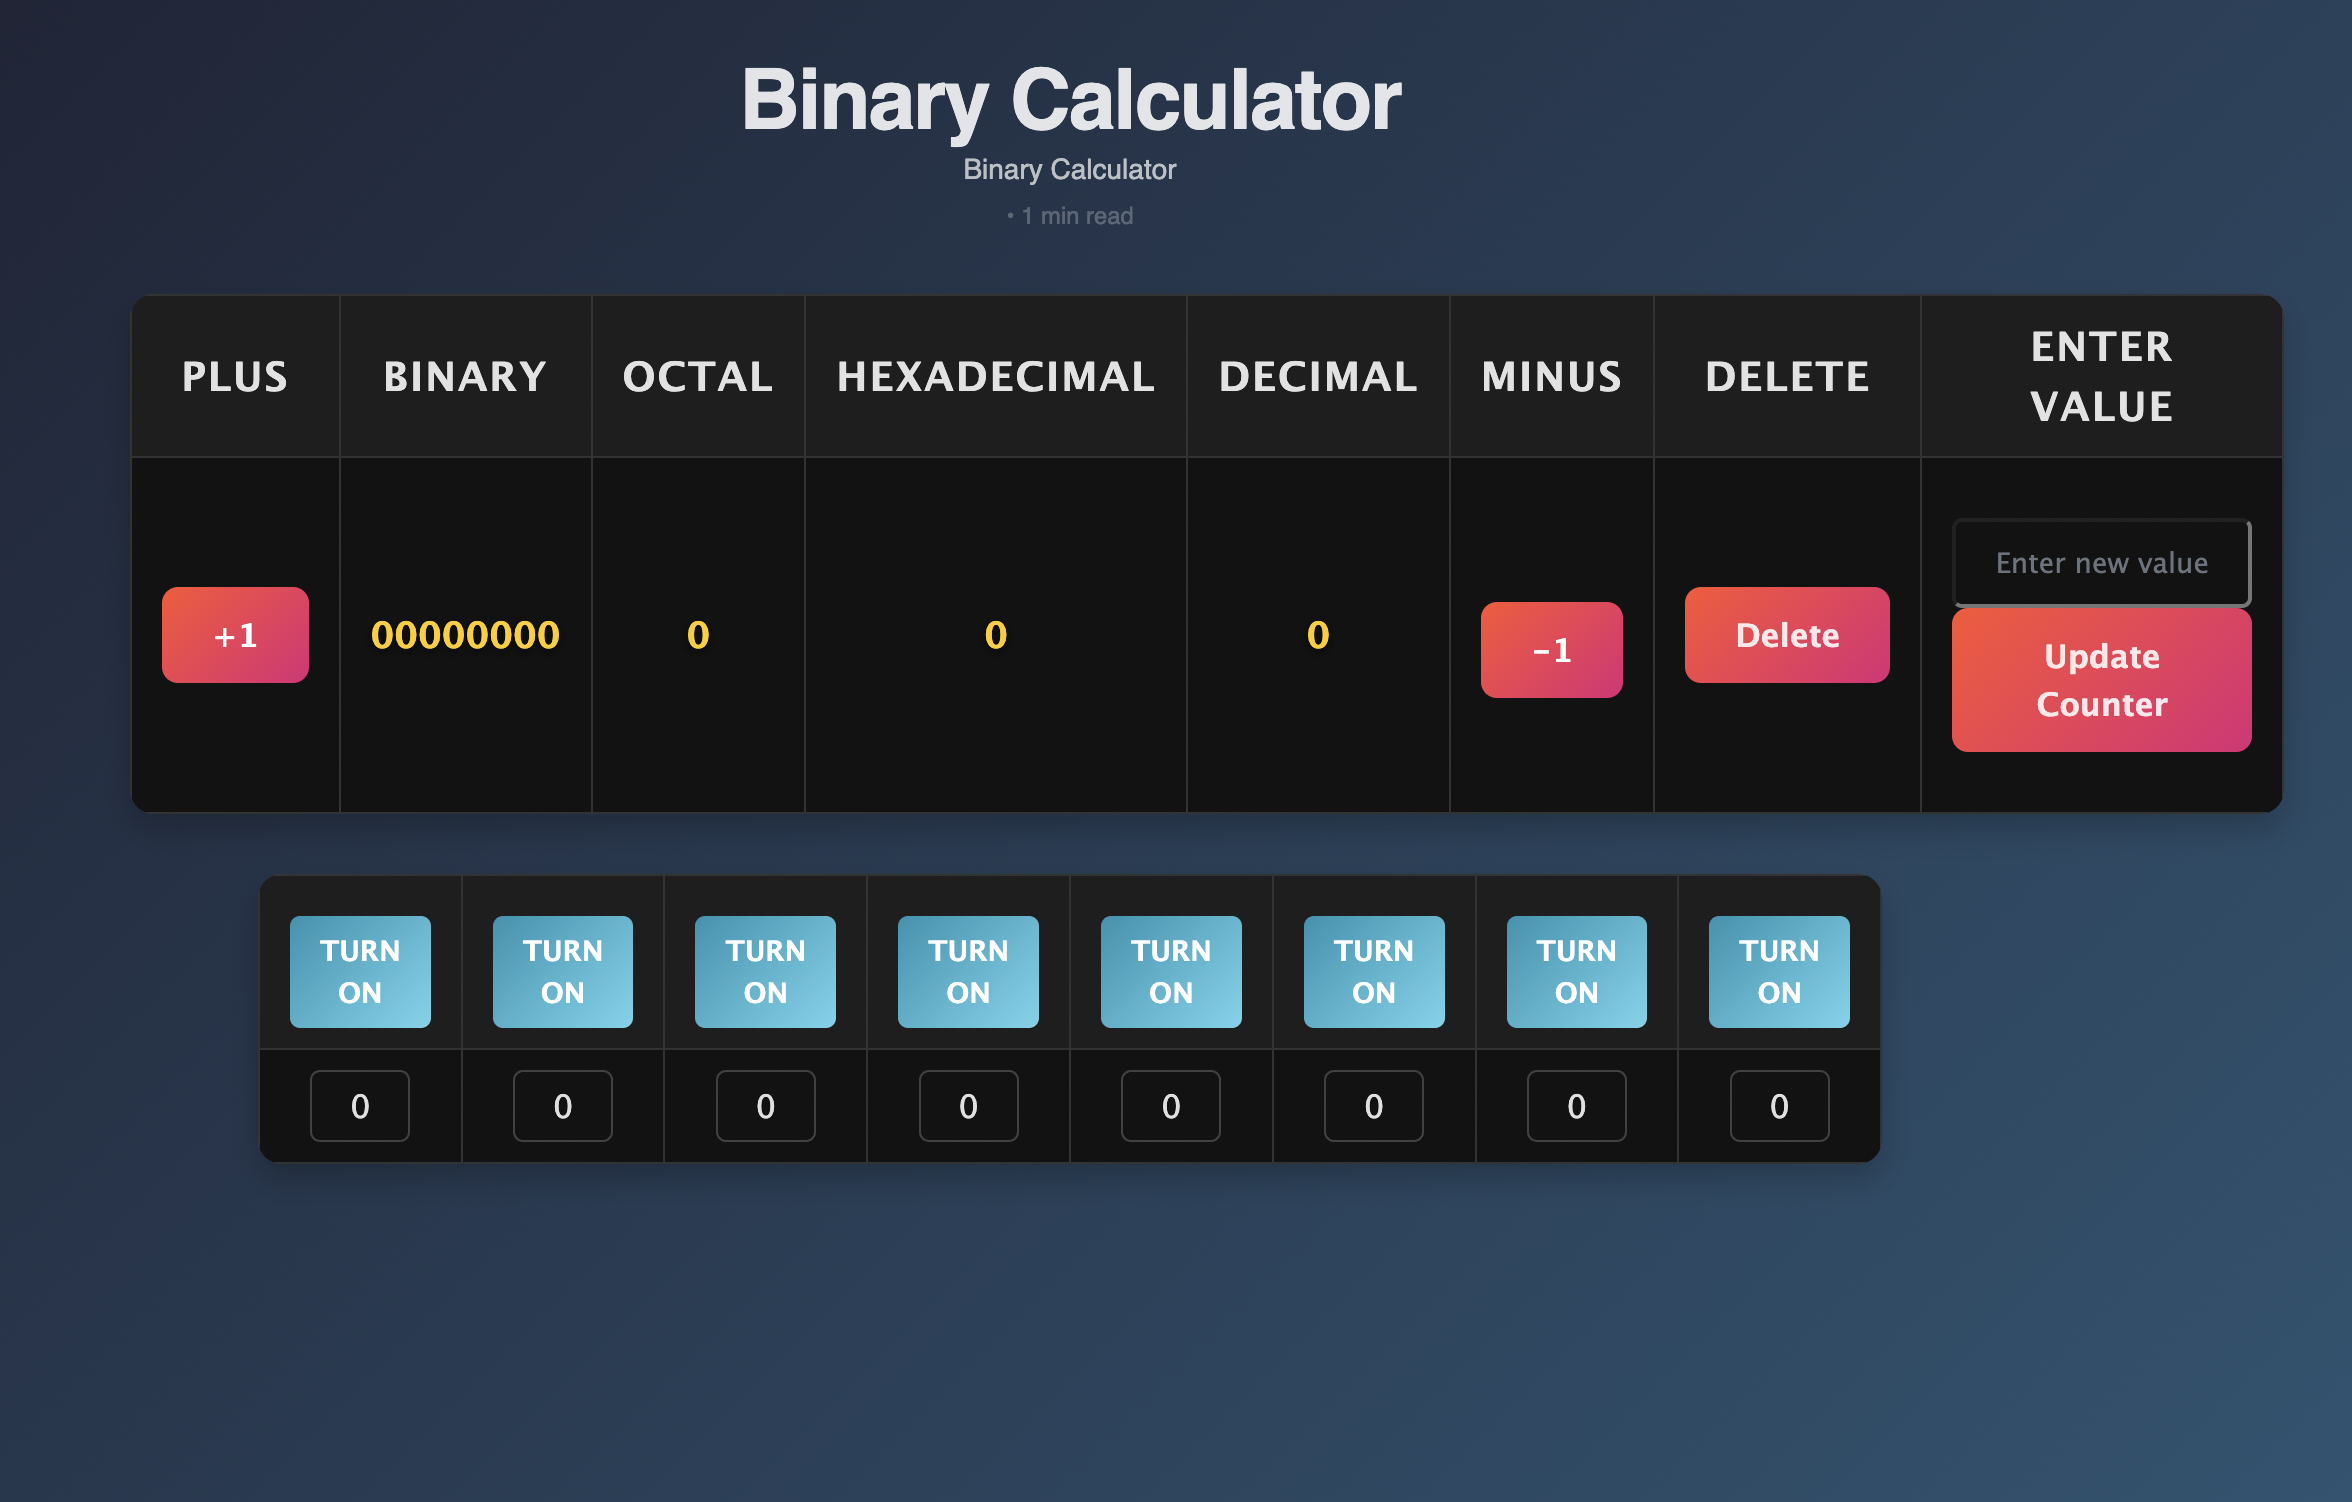 Binary Calculator
Binary Calculator
• 1 min read
PLUS BINARY OCTAL HEXADECIMAL DECIMAL MINUS DELETE ENTER VALUE
+1 00000000 0 0 0 -1 Delete Enter new value
Update
Counter
TURN ON TURN ON TURN ON TURN ON TURN ON TURN ON TURN ON TURN ON
0 0 0 0 0 0 0 0